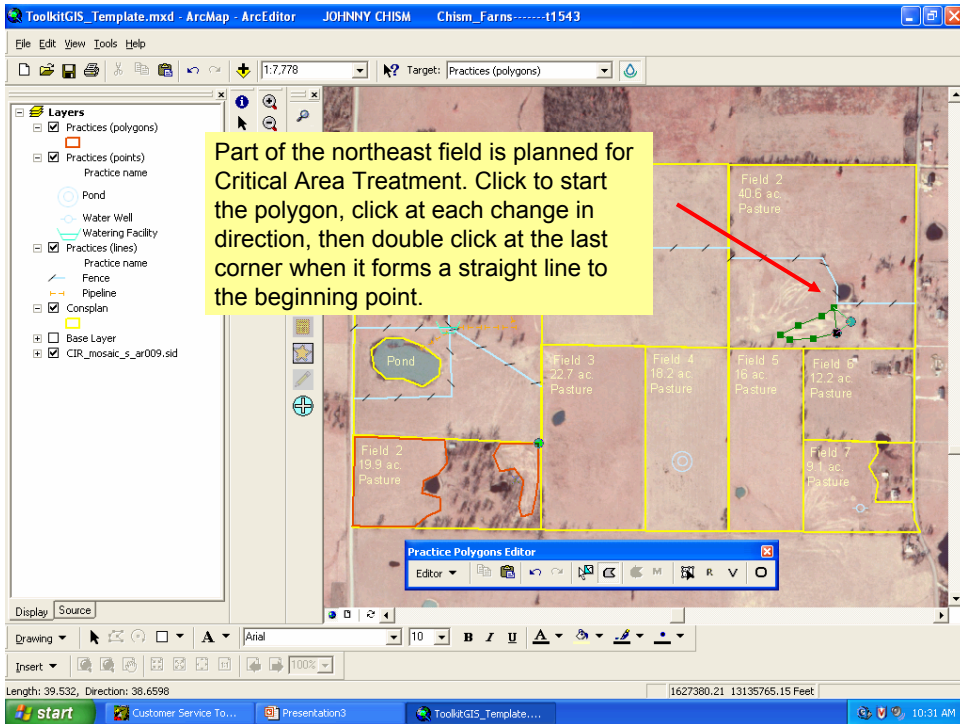 ToolkitGIS_Template.mxd - ArcMap - ArcEditor JOHNNY CHISM Chism_Farns-------t1543
File Edit View Tools Help
1:7,778 Target: Practices (polygons)
Layers
Practices (polygons)
Practices (points)
Practice name
Pond
Water Well
Watering Facility
Practices (lines)
Practice name
Fence
Pipeline
Consplan
Base Layer
CIR_mosaic_s_ar009.sid
Part of the northeast field is planned for
Critical Area Treatment. Click to start
the polygon, click at each change in
direction, then double click at the last
corner when it forms a straight line to
the beginning point.
Field 2
40.6 ac.
Pasture
Pond
Field 3
22.7 ac.
Pasture
Field 4
18.2 ac.
Pasture
Field 5
16 ac.
Pasture
Field 6
12.2 ac.
Pasture
Field 2
19.9 ac.
Pasture
Field 7
9.1 ac.
Pasture
Practice Polygons Editor
Editor M R V O
Display Source
Drawing A Arial 10 B I U A
Insert 100%
Length: 39.532, Direction: 38.6598 1627380.21 13135765.15 Feet
start Customer Service To... Presentation3 ToolkitGIS_Template.... 10:31 AM